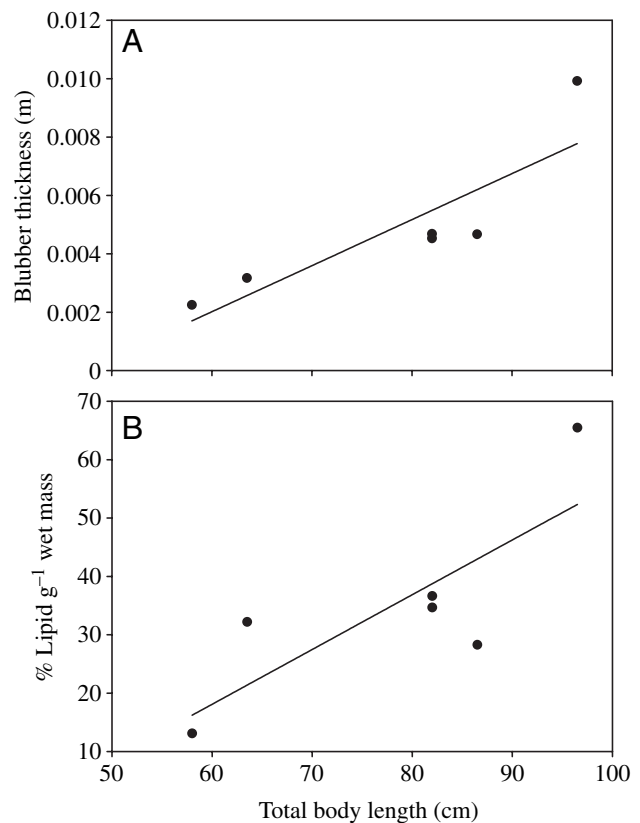 A
0.012
0.010
0.008
0.006
0.004
0.002
0
Blubber thickness (m)
B
70
60
50
40
30
20
10
% Lipid g⁻¹ wet mass
50 60 70 80 90 100
Total body length (cm)